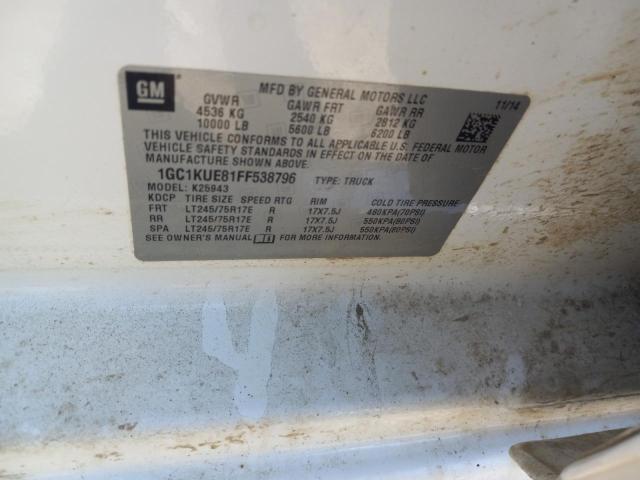 GM
MFD BY GENERAL MOTORS LLC
11/14
GVWR GAWR FRT GAWR RR
4536 KG 2540 KG 2812 KG
10000 LB 5600 LB 6200 LB
THIS VEHICLE CONFORMS TO ALL APPLICABLE U.S. FEDERAL MOTOR
VEHICLE SAFETY STANDARDS IN EFFECT ON THE DATE OF
MANUFACTURE SHOWN ABOVE.
1GC1KUE81FF538796 TYPE: TRUCK
MODEL: K25943
KDCP TIRE SIZE SPEED RTG RIM COLD TIRE PRESSURE
FRT LT245/75R17E R 17X7.5J 480KPA(70PSI)
RR LT245/75R17E R 17X7.5J 550KPA(80PSI)
SPA LT245/75R17E R 17X7.5J 550KPA(80PSI)
SEE OWNER'S MANUAL FOR MORE INFORMATION.